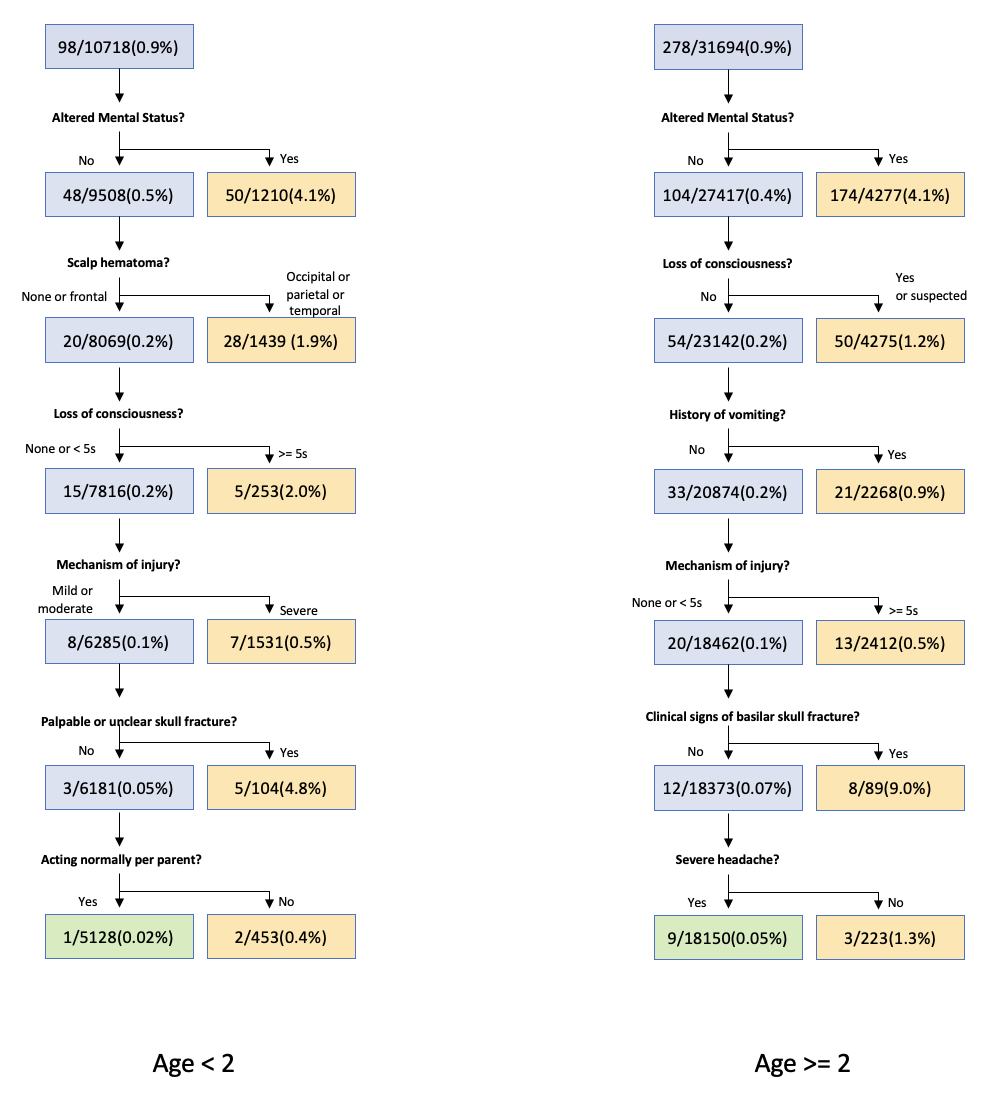 98/10718(0.9%)
Altered Mental Status?
No
Yes
48/9508(0.5%)
50/1210(4.1%)
Scalp hematoma?
None or frontal
Occipital or
parietal or
temporal
20/8069(0.2%)
28/1439 (1.9%)
Loss of consciousness?
None or < 5s
>= 5s
15/7816(0.2%)
5/253(2.0%)
Mechanism of injury?
Mild or
moderate
Severe
8/6285(0.1%)
7/1531(0.5%)
Palpable or unclear skull fracture?
No
Yes
3/6181(0.05%)
5/104(4.8%)
Acting normally per parent?
Yes
No
1/5128(0.02%)
2/453(0.4%)
Age < 2
278/31694(0.9%)
Altered Mental Status?
No
Yes
104/27417(0.4%)
174/4277(4.1%)
Loss of consciousness?
No
Yes
or suspected
54/23142(0.2%)
50/4275(1.2%)
History of vomiting?
No
Yes
33/20874(0.2%)
21/2268(0.9%)
Mechanism of injury?
None or < 5s
>= 5s
20/18462(0.1%)
13/2412(0.5%)
Clinical signs of basilar skull fracture?
No
Yes
12/18373(0.07%)
8/89(9.0%)
Severe headache?
Yes
No
9/18150(0.05%)
3/223(1.3%)
Age >= 2